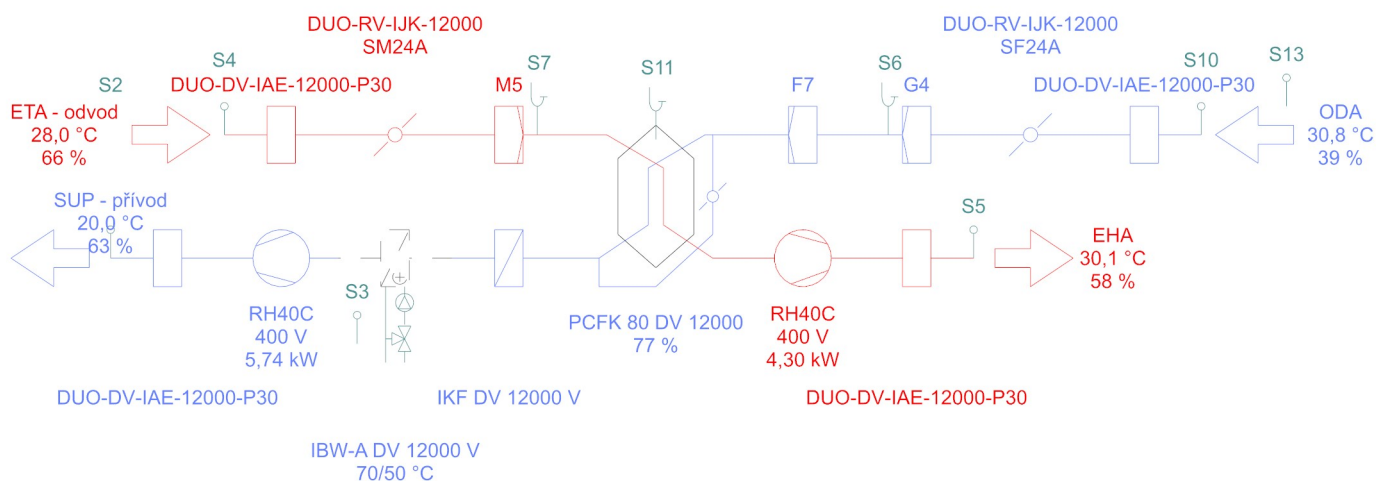 DUO-RV-IJK-12000
SM24A
DUO-RV-IJK-12000
SF24A
S2
S4
DUO-DV-IAE-12000-P30
M5
S7
S11
F7
S6
G4
S10
DUO-DV-IAE-12000-P30
S13
ETA - odvod
28,0 °C
66 %
ODA
30,8 °C
39 %
SUP - přívod
20,0 °C
63 %
S5
EHA
30,1 °C
58 %
S3
RH40C
400 V
5,74 kW
PCFK 80 DV 12000
77 %
RH40C
400 V
4,30 kW
DUO-DV-IAE-12000-P30
IKF DV 12000 V
DUO-DV-IAE-12000-P30
IBW-A DV 12000 V
70/50 °C